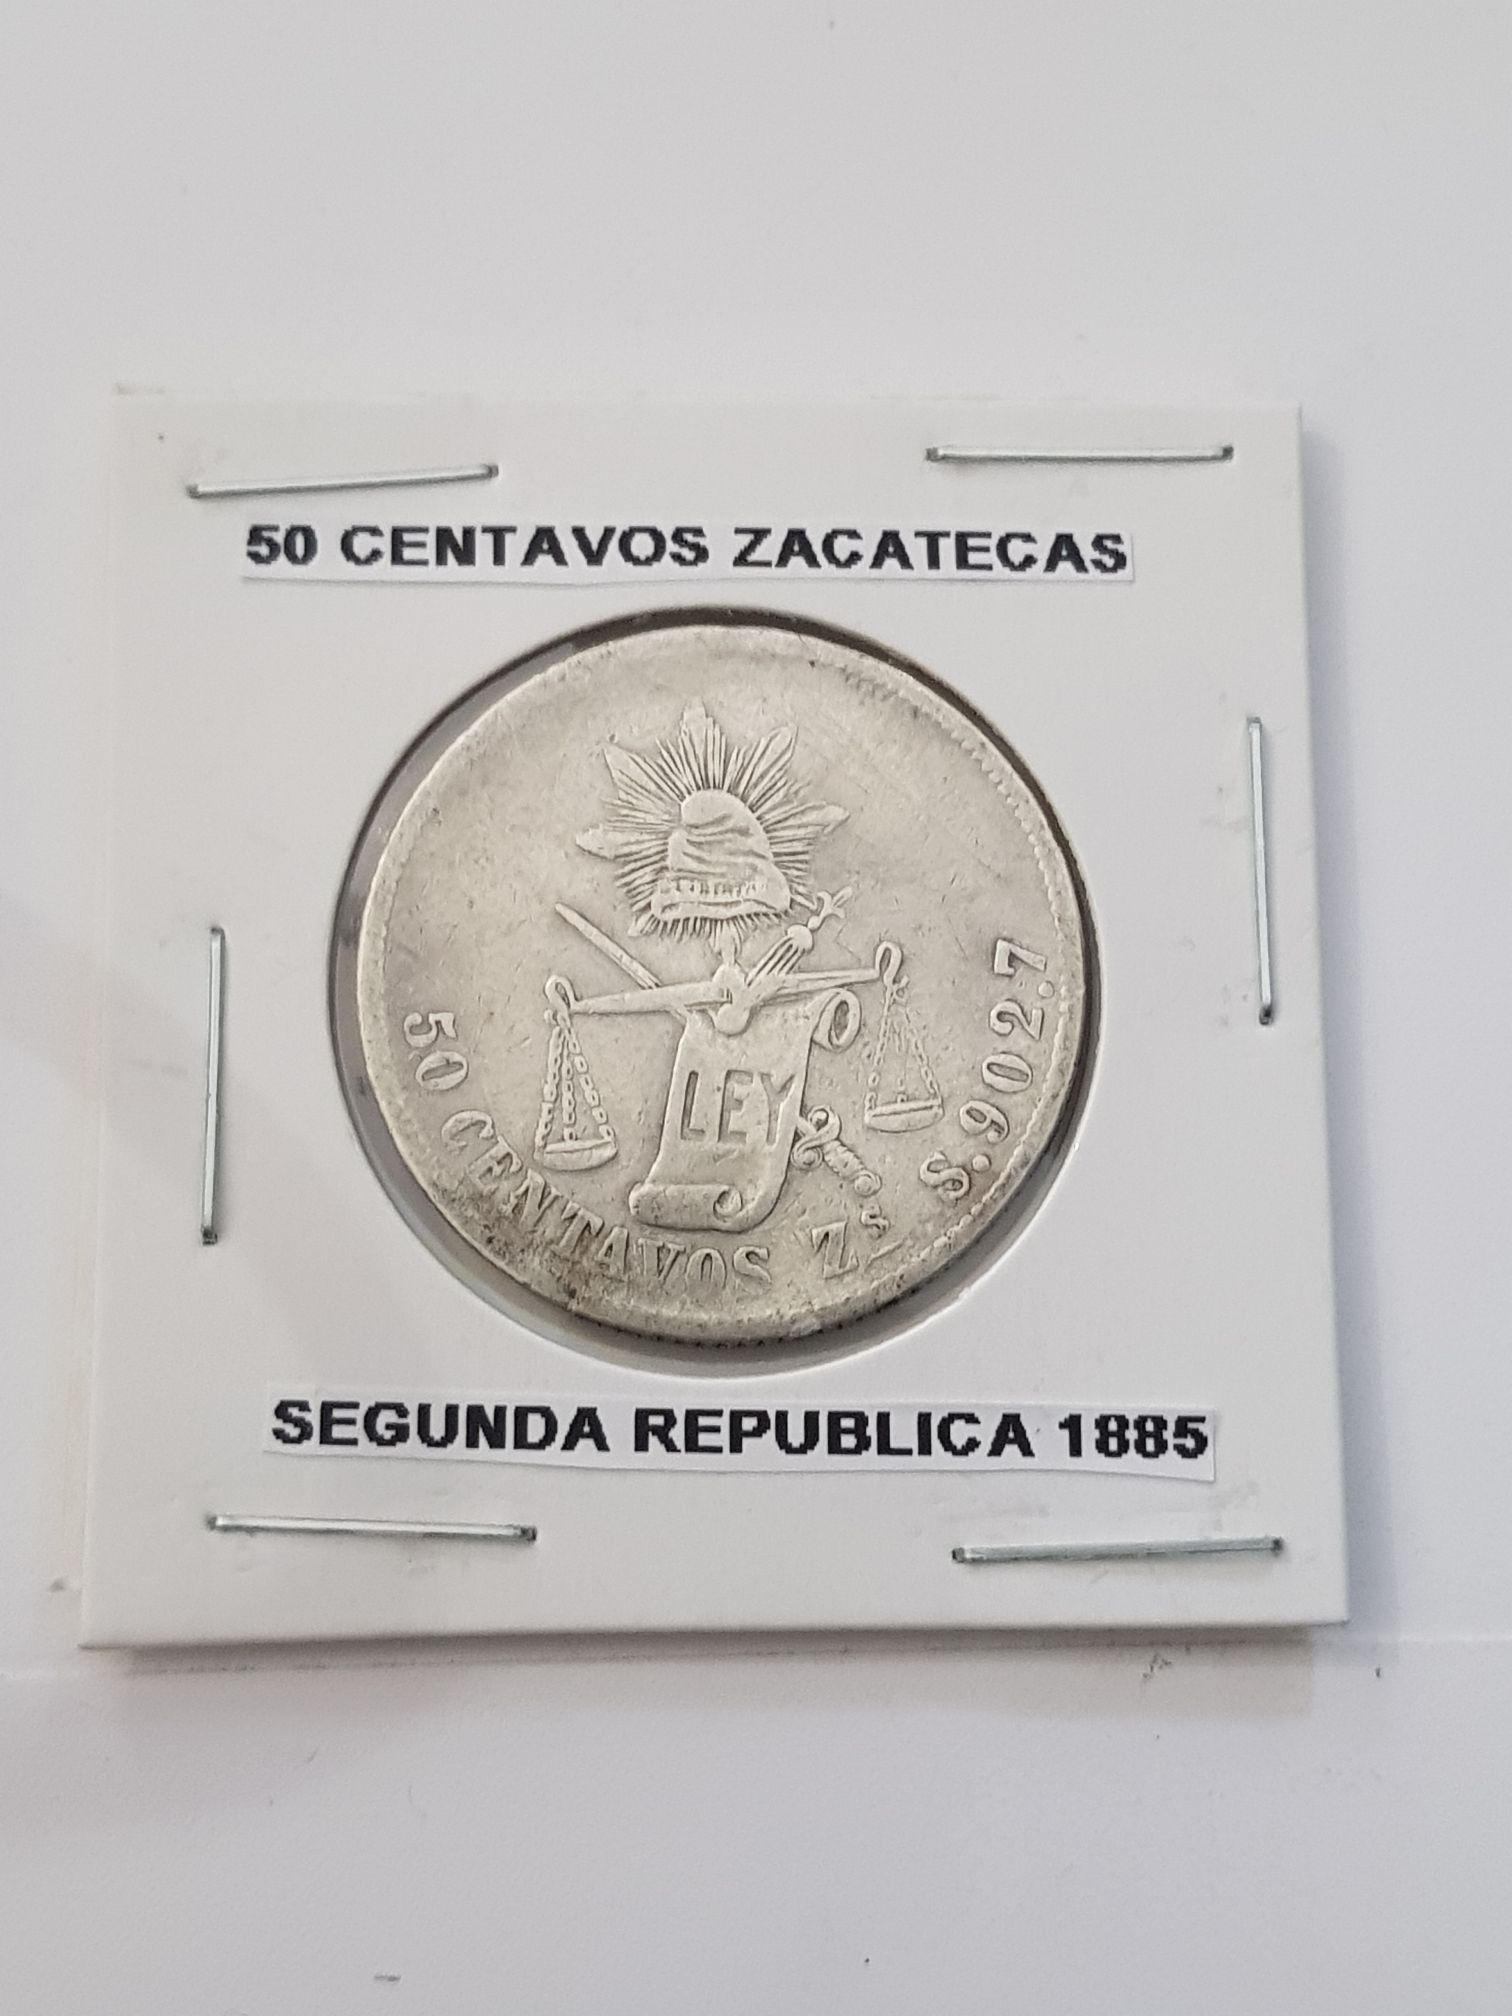 50 CENTAVOS ZACATECAS
LEY
50 CENTAVOS Zs S.902.7
SEGUNDA REPUBLICA 1885